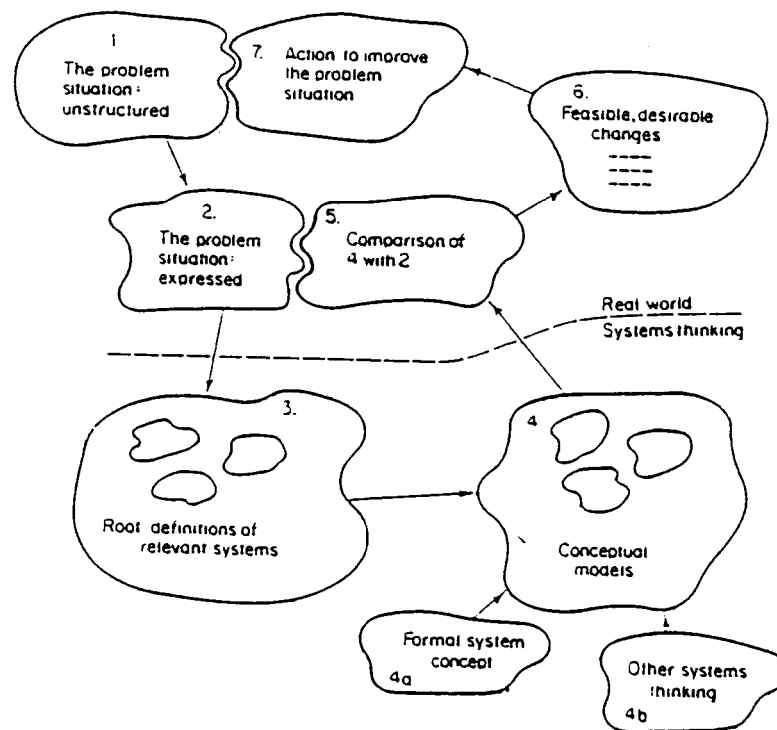 1
The problem
situation:
unstructured
7. Action to improve
the problem
situation
6.
Feasible, desirable
changes
2.
The problem
situation:
expressed
5.
Comparison of
4 with 2
Real world
Systems thinking
3.
Root definitions of
relevant systems
4
Conceptual
models
Formal system
concept
4a
Other systems
thinking
4b